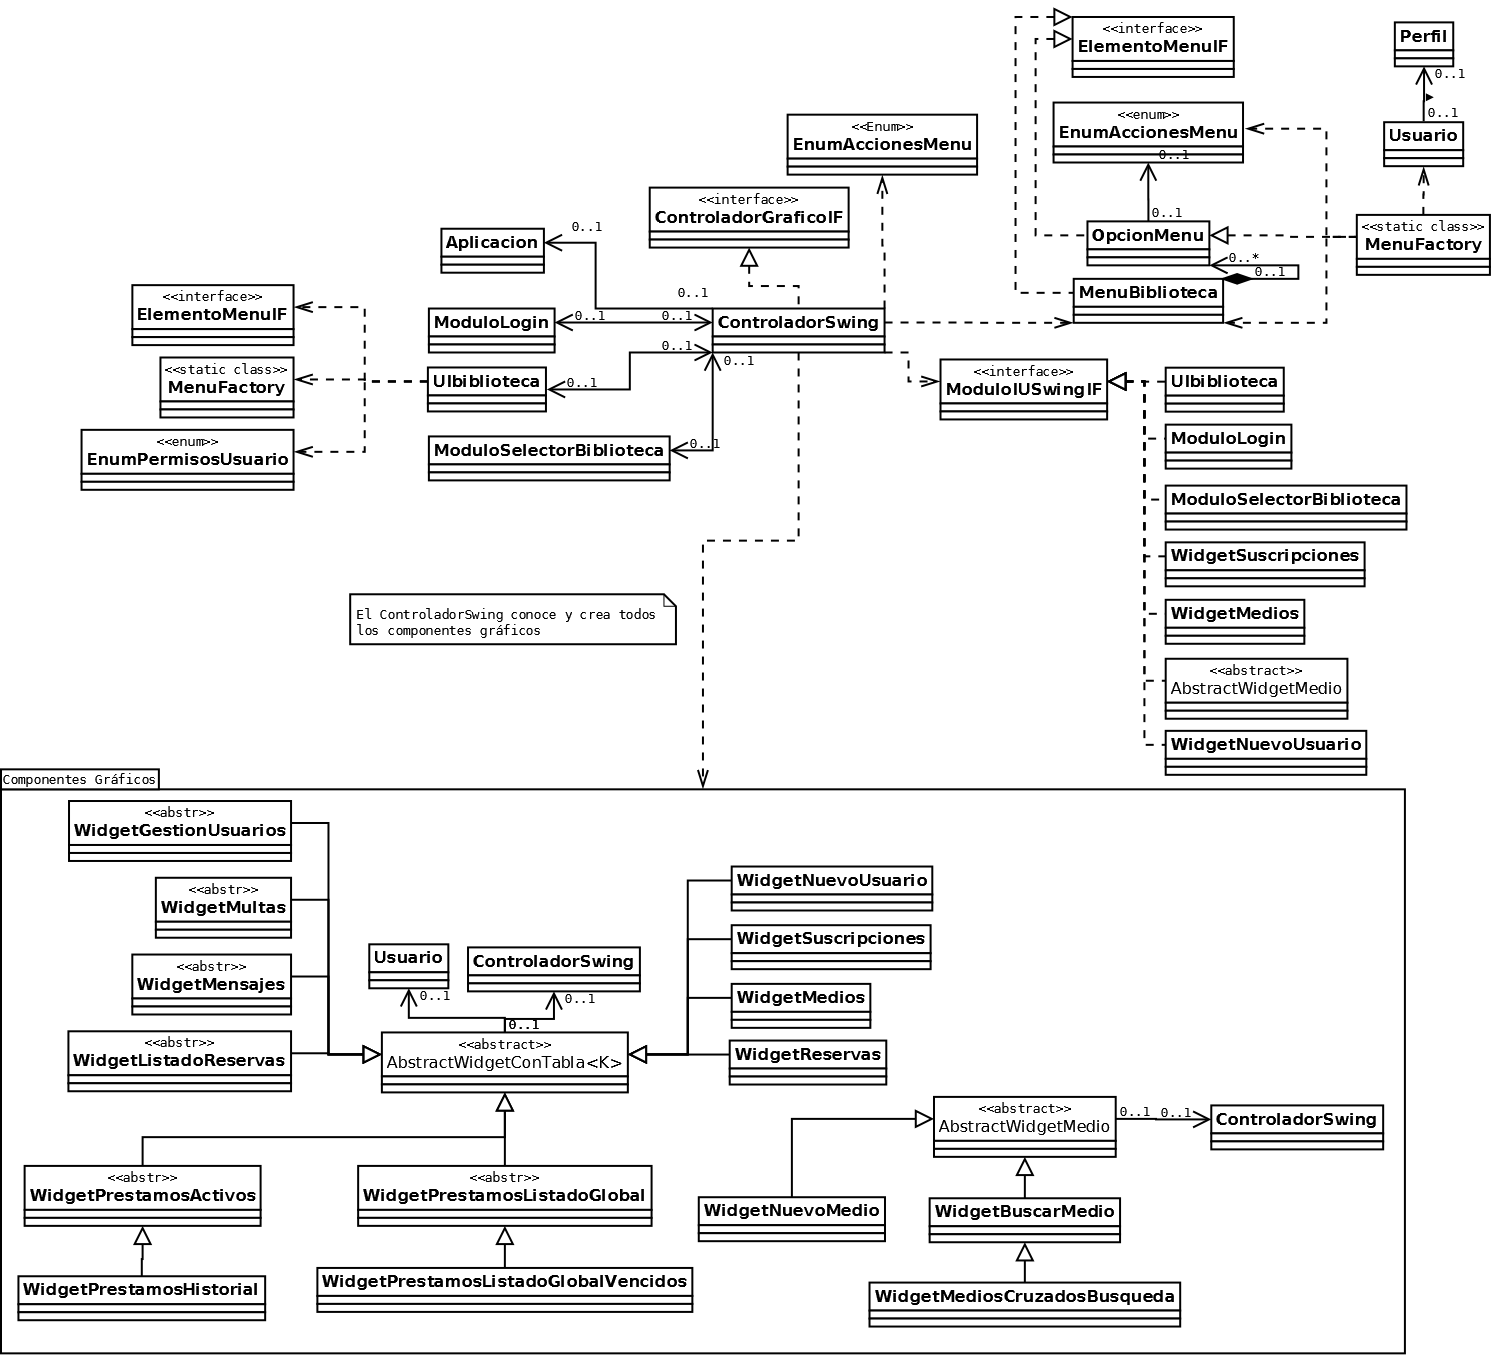 <<interface>>
ElementoMenuIF
Perfil
0..1
0..1
<<enum>>
EnumAccionesMenu
0..1
<<Enum>>
EnumAccionesMenu
Usuario
<<interface>>
ControladorGraficoIF
0..1
OpcionMenu
<<static class>>
MenuFactory
0..1
Aplicacion
0..*
0..1
MenuBiblioteca
<<interface>>
ElementoMenuIF
0..1
ModuloLogin
0..1
0..1
ControladorSwing
<<static class>>
MenuFactory
UIbiblioteca
0..1
0..1
0..1
<<interface>>
ModuloIUSwingIF
UIbiblioteca
<<enum>>
EnumPermisosUsuario
ModuloSelectorBiblioteca
0..1
ModuloLogin
ModuloSelectorBiblioteca
WidgetSuscripciones
El ControladorSwing conoce y crea todos
los componentes gráficos
WidgetMedios
<<abstract>>
AbstractWidgetMedio
WidgetNuevoUsuario
Componentes Gráficos
<<abstr>>
WidgetGestionUsuarios
<<abstr>>
WidgetMultas
WidgetNuevoUsuario
<<abstr>>
WidgetMensajes
Usuario
ControladorSwing
WidgetSuscripciones
0..1
0..1
WidgetMedios
0..1
<<abstr>>
WidgetListadoReservas
<<abstract>>
AbstractWidgetConTabla<K>
WidgetReservas
<<abstract>>
AbstractWidgetMedio
0..1
0..1
ControladorSwing
<<abstr>>
WidgetPrestamosActivos
<<abstr>>
WidgetPrestamosListadoGlobal
WidgetNuevoMedio
WidgetBuscarMedio
WidgetPrestamosHistorial
WidgetPrestamosListadoGlobalVencidos
WidgetMediosCruzadosBusqueda